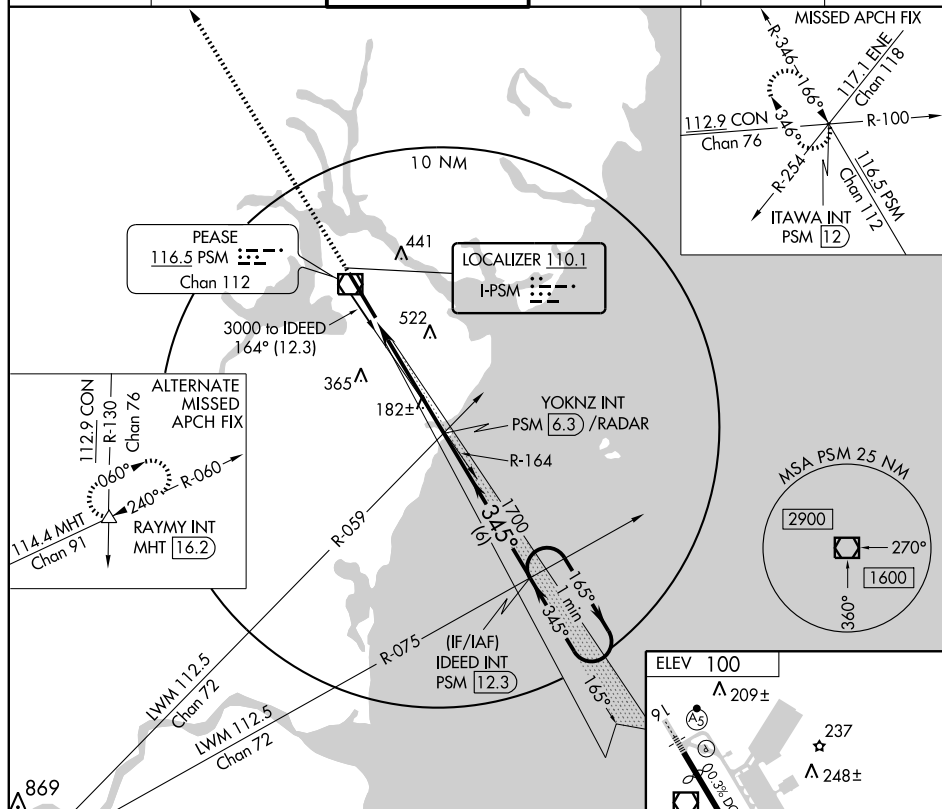 MISSED APCH FIX
R-346
166°
346°
117.1 ENE
Chan 118
112.9 CON
Chan 76
R-100
R-254
116.5 PSM
Chan 112
ITAWA INT
PSM 12
10 NM
PEASE
116.5 PSM
Chan 112
441
LOCALIZER 110.1
I-PSM
3000 to IDEED
164° (12.3)
522
365
182±
YOKNZ INT
PSM 6.3 /RADAR
R-164
ALTERNATE
MISSED
APCH FIX
112.9 CON
R-130
Chan 76
060°
240°
R-060
114.4 MHT
Chan 91
RAYMY INT
MHT 16.2
R-059
1700
345°
(6)
MSA PSM 25 NM
2900
270°
1600
360°
165°
1 min
345°
165°
(IF/IAF)
IDEED INT
PSM 12.3
R-075
LWM 112.5
Chan 72
LWM 112.5
Chan 72
869
ELEV 100
209±
16
A5
P
237
248±
0.3% DO